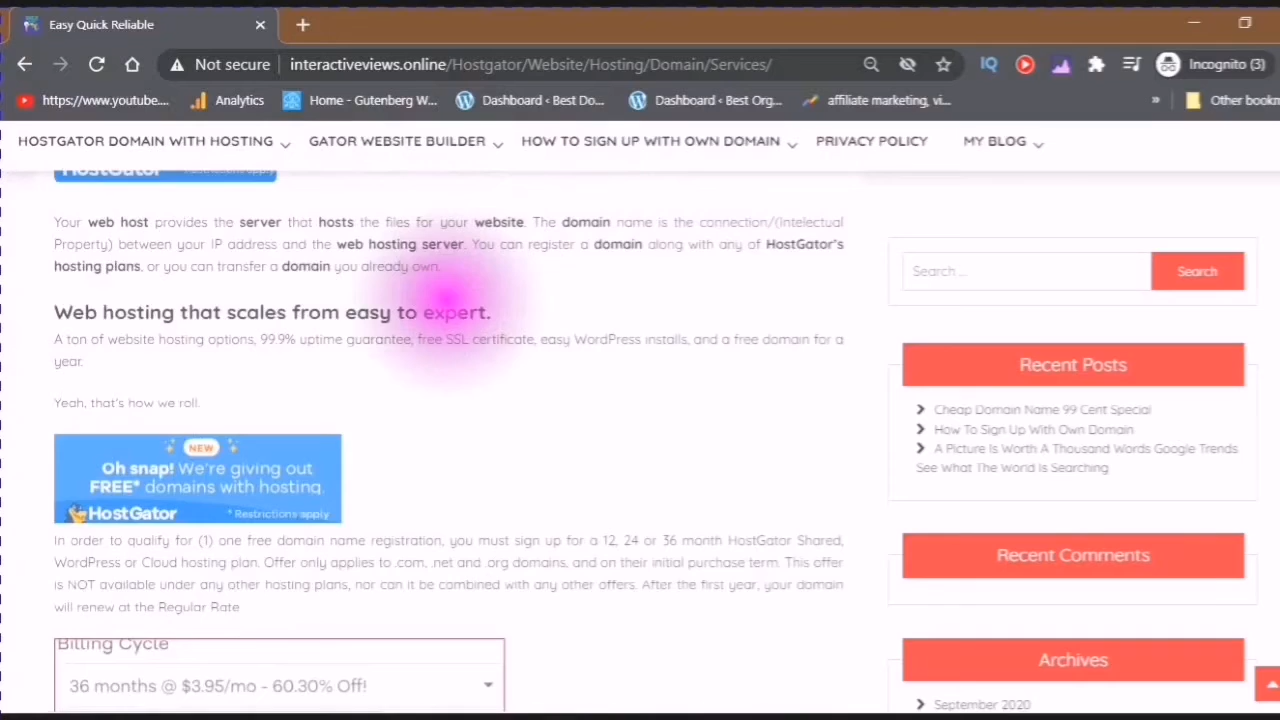 Easy Quick Reliable
Not secure interactiveviews.online/Hostgator/Website/Hosting/Domain/Services/ Incognito (3)
https://www.youtube.... Analytics Home - Gutenberg W... Dashboard ‹ Best Do... Dashboard ‹ Best Org... affiliate marketing, vi... » Other bookm
HOSTGATOR DOMAIN WITH HOSTING GATOR WEBSITE BUILDER HOW TO SIGN UP WITH OWN DOMAIN PRIVACY POLICY MY BLOG
HostGator Restrictions apply
Your web host provides the server that hosts the files for your website. The domain name is the connection/(Intelectual
Property) between your IP address and the web hosting server. You can register a domain along with any of HostGator's
hosting plans, or you can transfer a domain you already own.
Web hosting that scales from easy to expert.
A ton of website hosting options, 99.9% uptime guarantee, free SSL certificate, easy WordPress installs, and a free domain for a
year.
Yeah, that's how we roll.
NEW
Oh snap! We're giving out
FREE* domains with hosting.
HostGator * Restrictions apply
In order to qualify for (1) one free domain name registration, you must sign up for a 12, 24 or 36 month HostGator Shared,
WordPress or Cloud hosting plan. Offer only applies to .com, .net and .org domains, and on their initial purchase term. This offer
is NOT available under any other hosting plans, nor can it be combined with any other offers. After the first year, your domain
will renew at the Regular Rate
Billing Cycle
36 months @ $3.95/mo - 60.30% Off!
Search ...
Search
Recent Posts
Cheap Domain Name 99 Cent Special
How To Sign Up With Own Domain
A Picture Is Worth A Thousand Words Google Trends
See What The World Is Searching
Recent Comments
Archives
September 2020